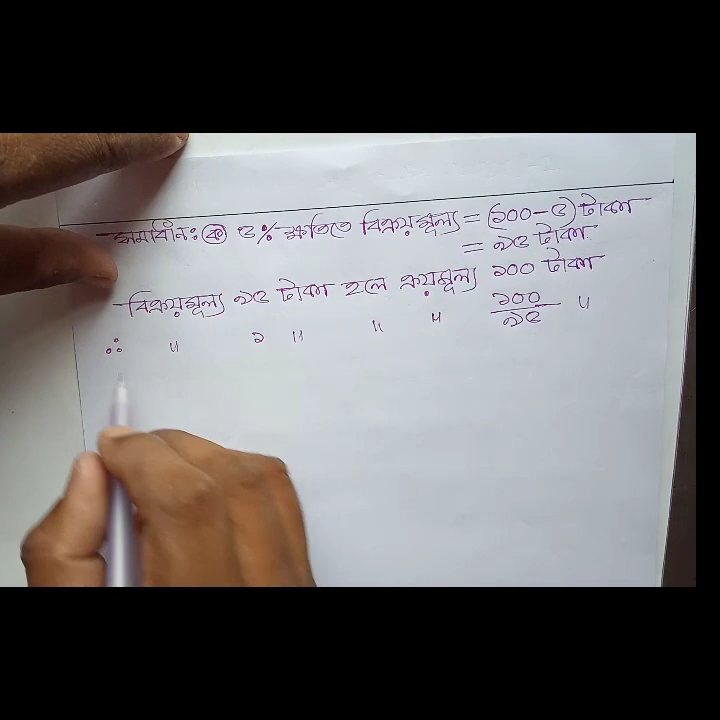 সমাধান: (ক) ৫% ক্ষতিতে বিক্রয়মূল্য = (১০০-৫) টাকা
= ৯৫ টাকা
বিক্রয়মূল্য ৯৫ টাকা হলে ক্রয়মূল্য ১০০ টাকা
∴ " ১ " " " ১০০/৯৫ "